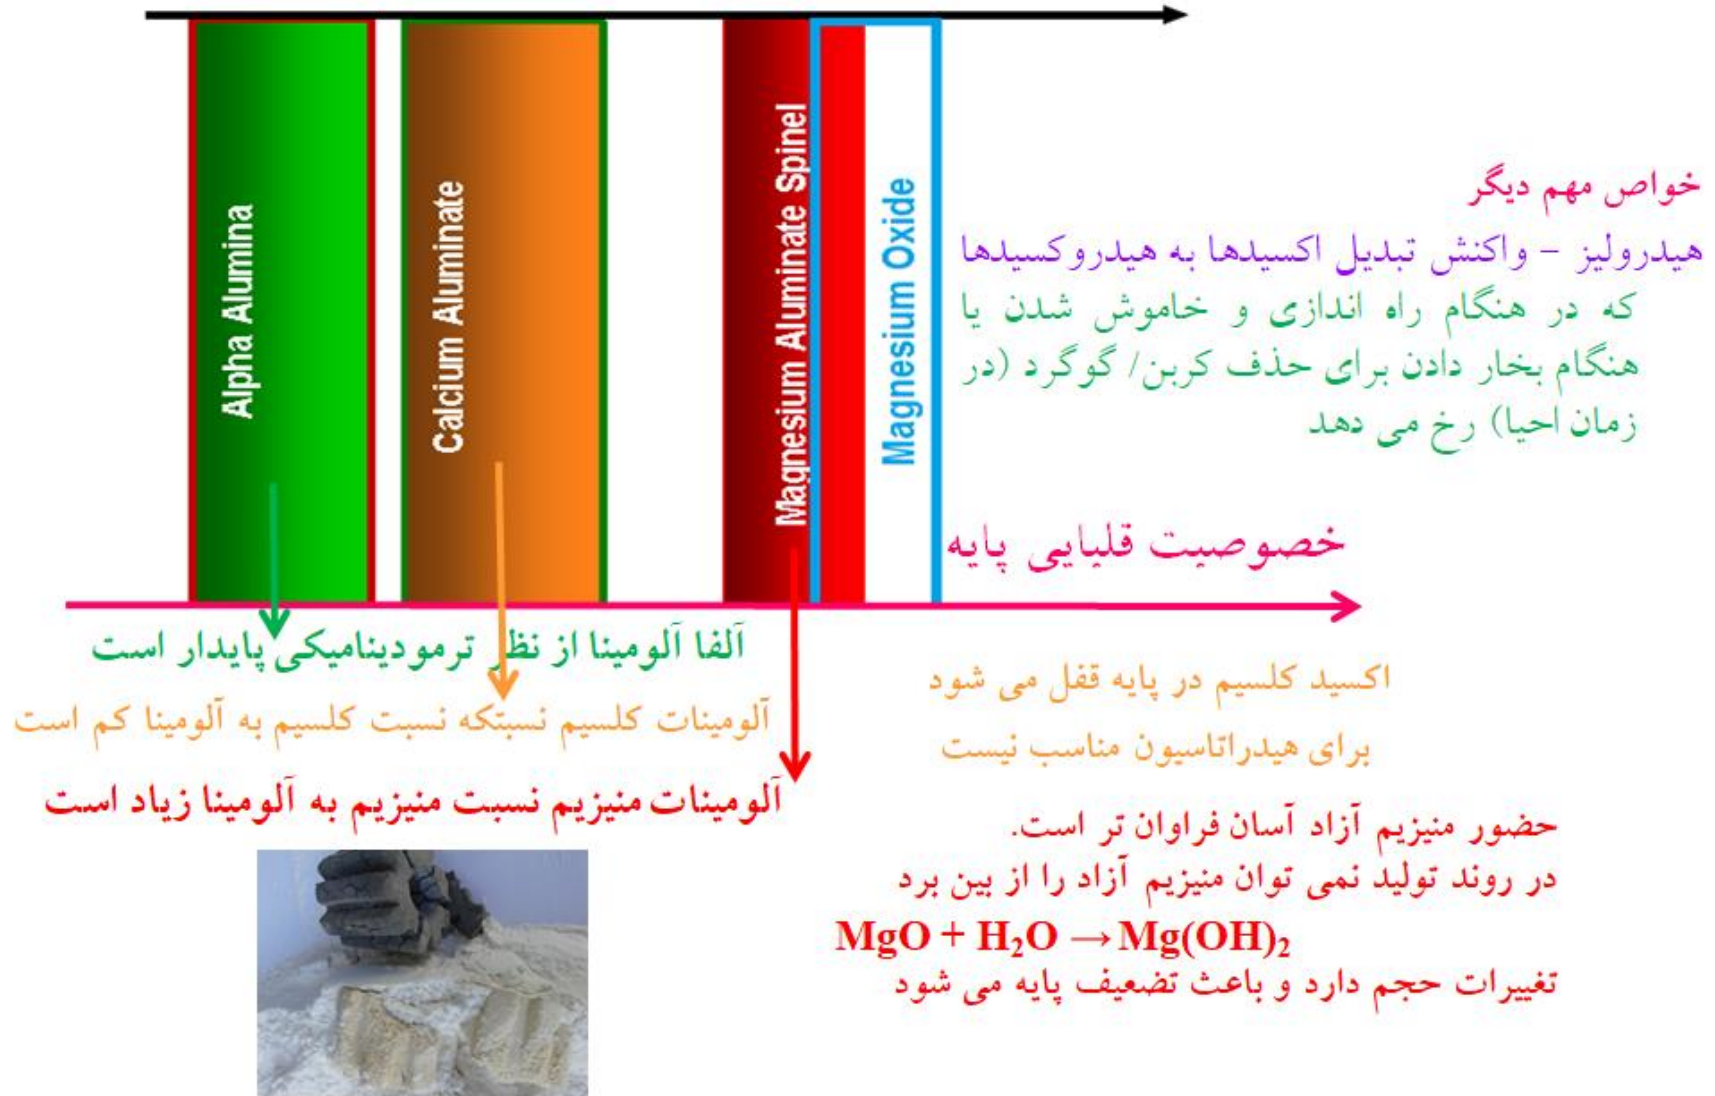 Alpha Alumina
Calcium Aluminate
Magnesium Aluminate Spinel
Magnesium Oxide
خواص مهم دیگر
هیدرولیز – واکنش تبدیل اکسیدها به هیدروکسیدها
که در هنگام راه اندازی و خاموش شدن یا
هنگام بخار دادن برای حذف کربن/ گوگرد (در
زمان احیا) رخ می دهد
خصوصیت قلیایی پایه
آلفا آلومینا از نظر ترمودینامیکی پایدار است
آلومینات کلسیم نسبتکه نسبت کلسیم به آلومینا کم است
آلومینات منیزیم نسبت منیزیم به آلومینا زیاد است
اکسید کلسیم در پایه قفل می شود
برای هیدراتاسیون مناسب نیست
حضور منیزیم آزاد آسان فراوان تر است.
در روند تولید نمی توان منیزیم آزاد را از بین برد
MgO + H₂O → Mg(OH)₂
تغییرات حجم دارد و باعث تضعیف پایه می شود